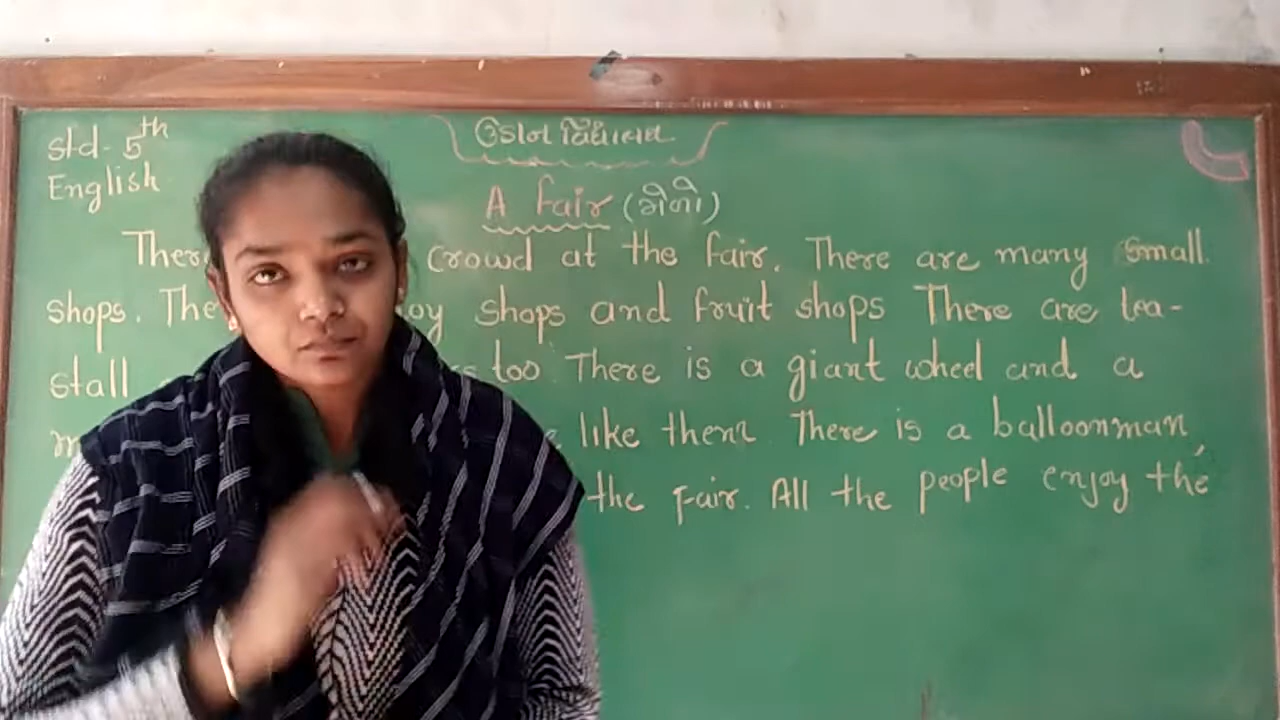 Std- 5th
English
ઉડાન વિદ્યાલય
A Fair (મેળો)
There crowd at the fair. There are many small
shops. The toy shops and fruit shops There are tea-
stall too There is a giant wheel and a
like them There is a balloonman
the Fair. All the people enjoy the